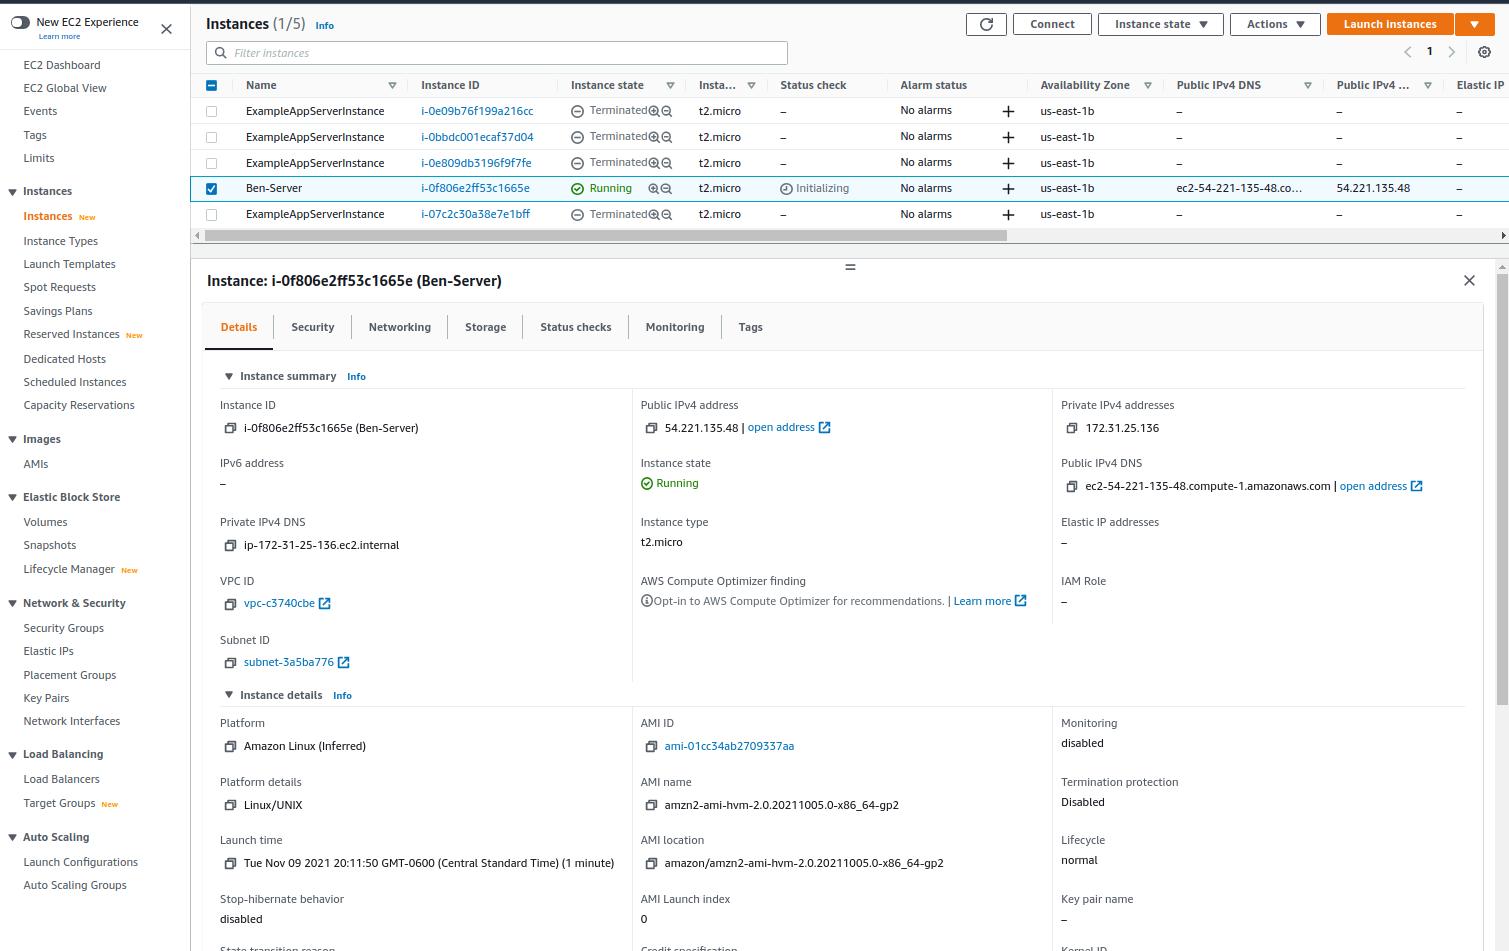 New EC2 Experience
Learn more
EC2 Dashboard
EC2 Global View
Events
Tags
Limits
Instances
Instances New
Instance Types
Launch Templates
Spot Requests
Savings Plans
Reserved Instances New
Dedicated Hosts
Scheduled Instances
Capacity Reservations
Images
AMIs
Elastic Block Store
Volumes
Snapshots
Lifecycle Manager New
Network & Security
Security Groups
Elastic IPs
Placement Groups
Key Pairs
Network Interfaces
Load Balancing
Load Balancers
Target Groups New
Auto Scaling
Launch Configurations
Auto Scaling Groups
Instances (1/5) Info
Connect Instance state Actions Launch instances
Filter instances
1
Name Instance ID Instance state Insta... Status check Alarm status Availability Zone Public IPv4 DNS Public IPv4 ... Elastic IP
ExampleAppServerInstance i-0e09b76f199a216cc Terminated t2.micro – No alarms + us-east-1b – – –
ExampleAppServerInstance i-0bbdc001ecaf37d04 Terminated t2.micro – No alarms + us-east-1b – – –
ExampleAppServerInstance i-0e809db3196f9f7fe Terminated t2.micro – No alarms + us-east-1b – – –
Ben-Server i-0f806e2ff53c1665e Running t2.micro Initializing No alarms + us-east-1b ec2-54-221-135-48.co... 54.221.135.48 –
ExampleAppServerInstance i-07c2c30a38e7e1bff Terminated t2.micro – No alarms + us-east-1b – – –
Instance: i-0f806e2ff53c1665e (Ben-Server)
Details Security Networking Storage Status checks Monitoring Tags
Instance summary Info
Instance ID
i-0f806e2ff53c1665e (Ben-Server)
Public IPv4 address
54.221.135.48 | open address
Private IPv4 addresses
172.31.25.136
IPv6 address
–
Instance state
Running
Public IPv4 DNS
ec2-54-221-135-48.compute-1.amazonaws.com | open address
Private IPv4 DNS
ip-172-31-25-136.ec2.internal
Instance type
t2.micro
Elastic IP addresses
–
VPC ID
vpc-c3740cbe
AWS Compute Optimizer finding
Opt-in to AWS Compute Optimizer for recommendations. | Learn more
IAM Role
–
Subnet ID
subnet-3a5ba776
Instance details Info
Platform
Amazon Linux (Inferred)
AMI ID
ami-01cc34ab2709337aa
Monitoring
disabled
Platform details
Linux/UNIX
AMI name
amzn2-ami-hvm-2.0.20211005.0-x86_64-gp2
Termination protection
Disabled
Launch time
Tue Nov 09 2021 20:11:50 GMT-0600 (Central Standard Time) (1 minute)
AMI location
amazon/amzn2-ami-hvm-2.0.20211005.0-x86_64-gp2
Lifecycle
normal
Stop-hibernate behavior
disabled
AMI Launch index
0
Key pair name
–
State transition reason
Credit specification
Kernel ID